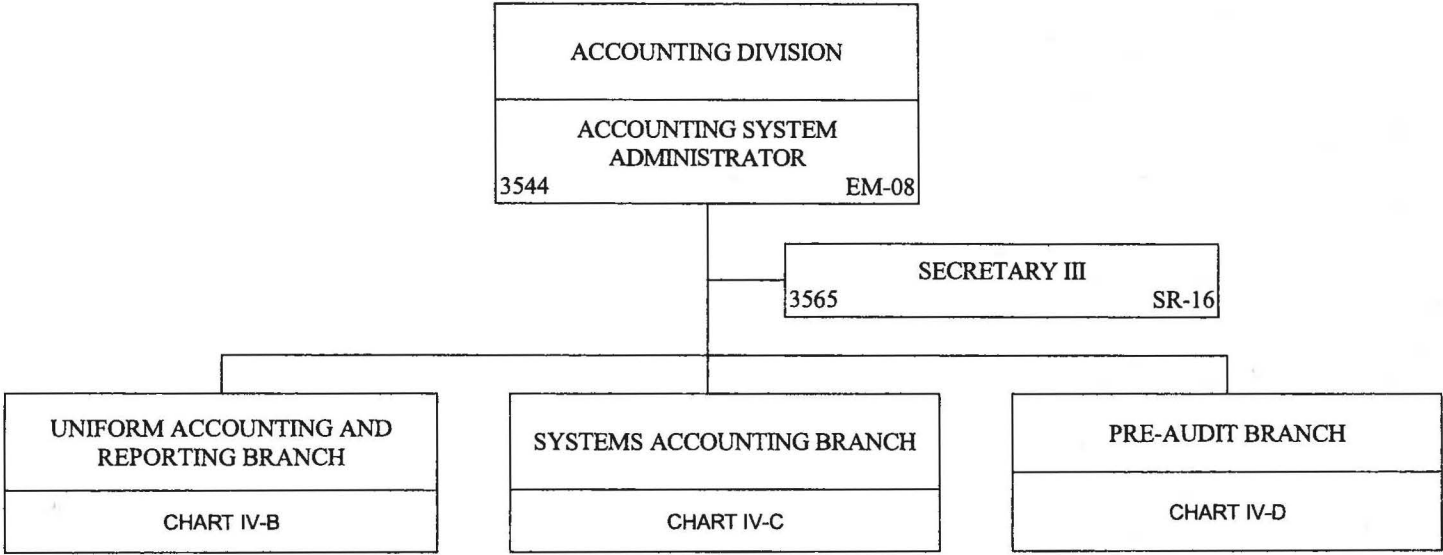 ACCOUNTING DIVISION
ACCOUNTING SYSTEM
ADMINISTRATOR
3544 EM-08
SECRETARY III
3565 SR-16
UNIFORM ACCOUNTING AND
REPORTING BRANCH
CHART IV-B
SYSTEMS ACCOUNTING BRANCH
CHART IV-C
PRE-AUDIT BRANCH
CHART IV-D